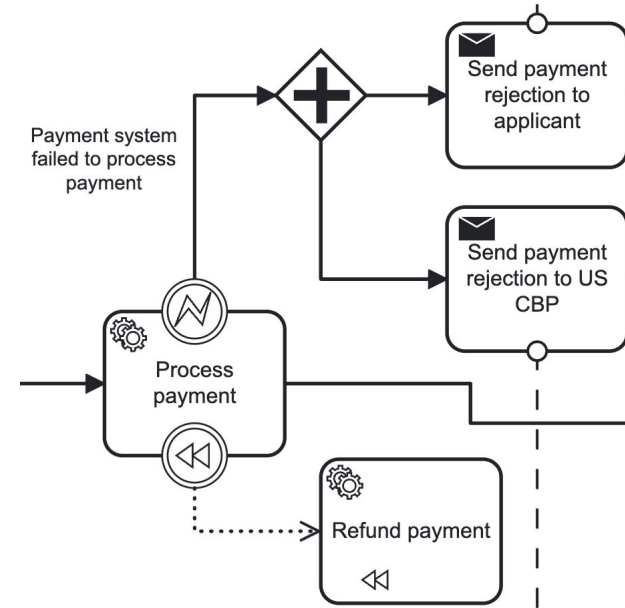 Send payment
rejection to
applicant
Payment system
failed to process
payment
Send payment
rejection to US
CBP
Process
payment
Refund payment